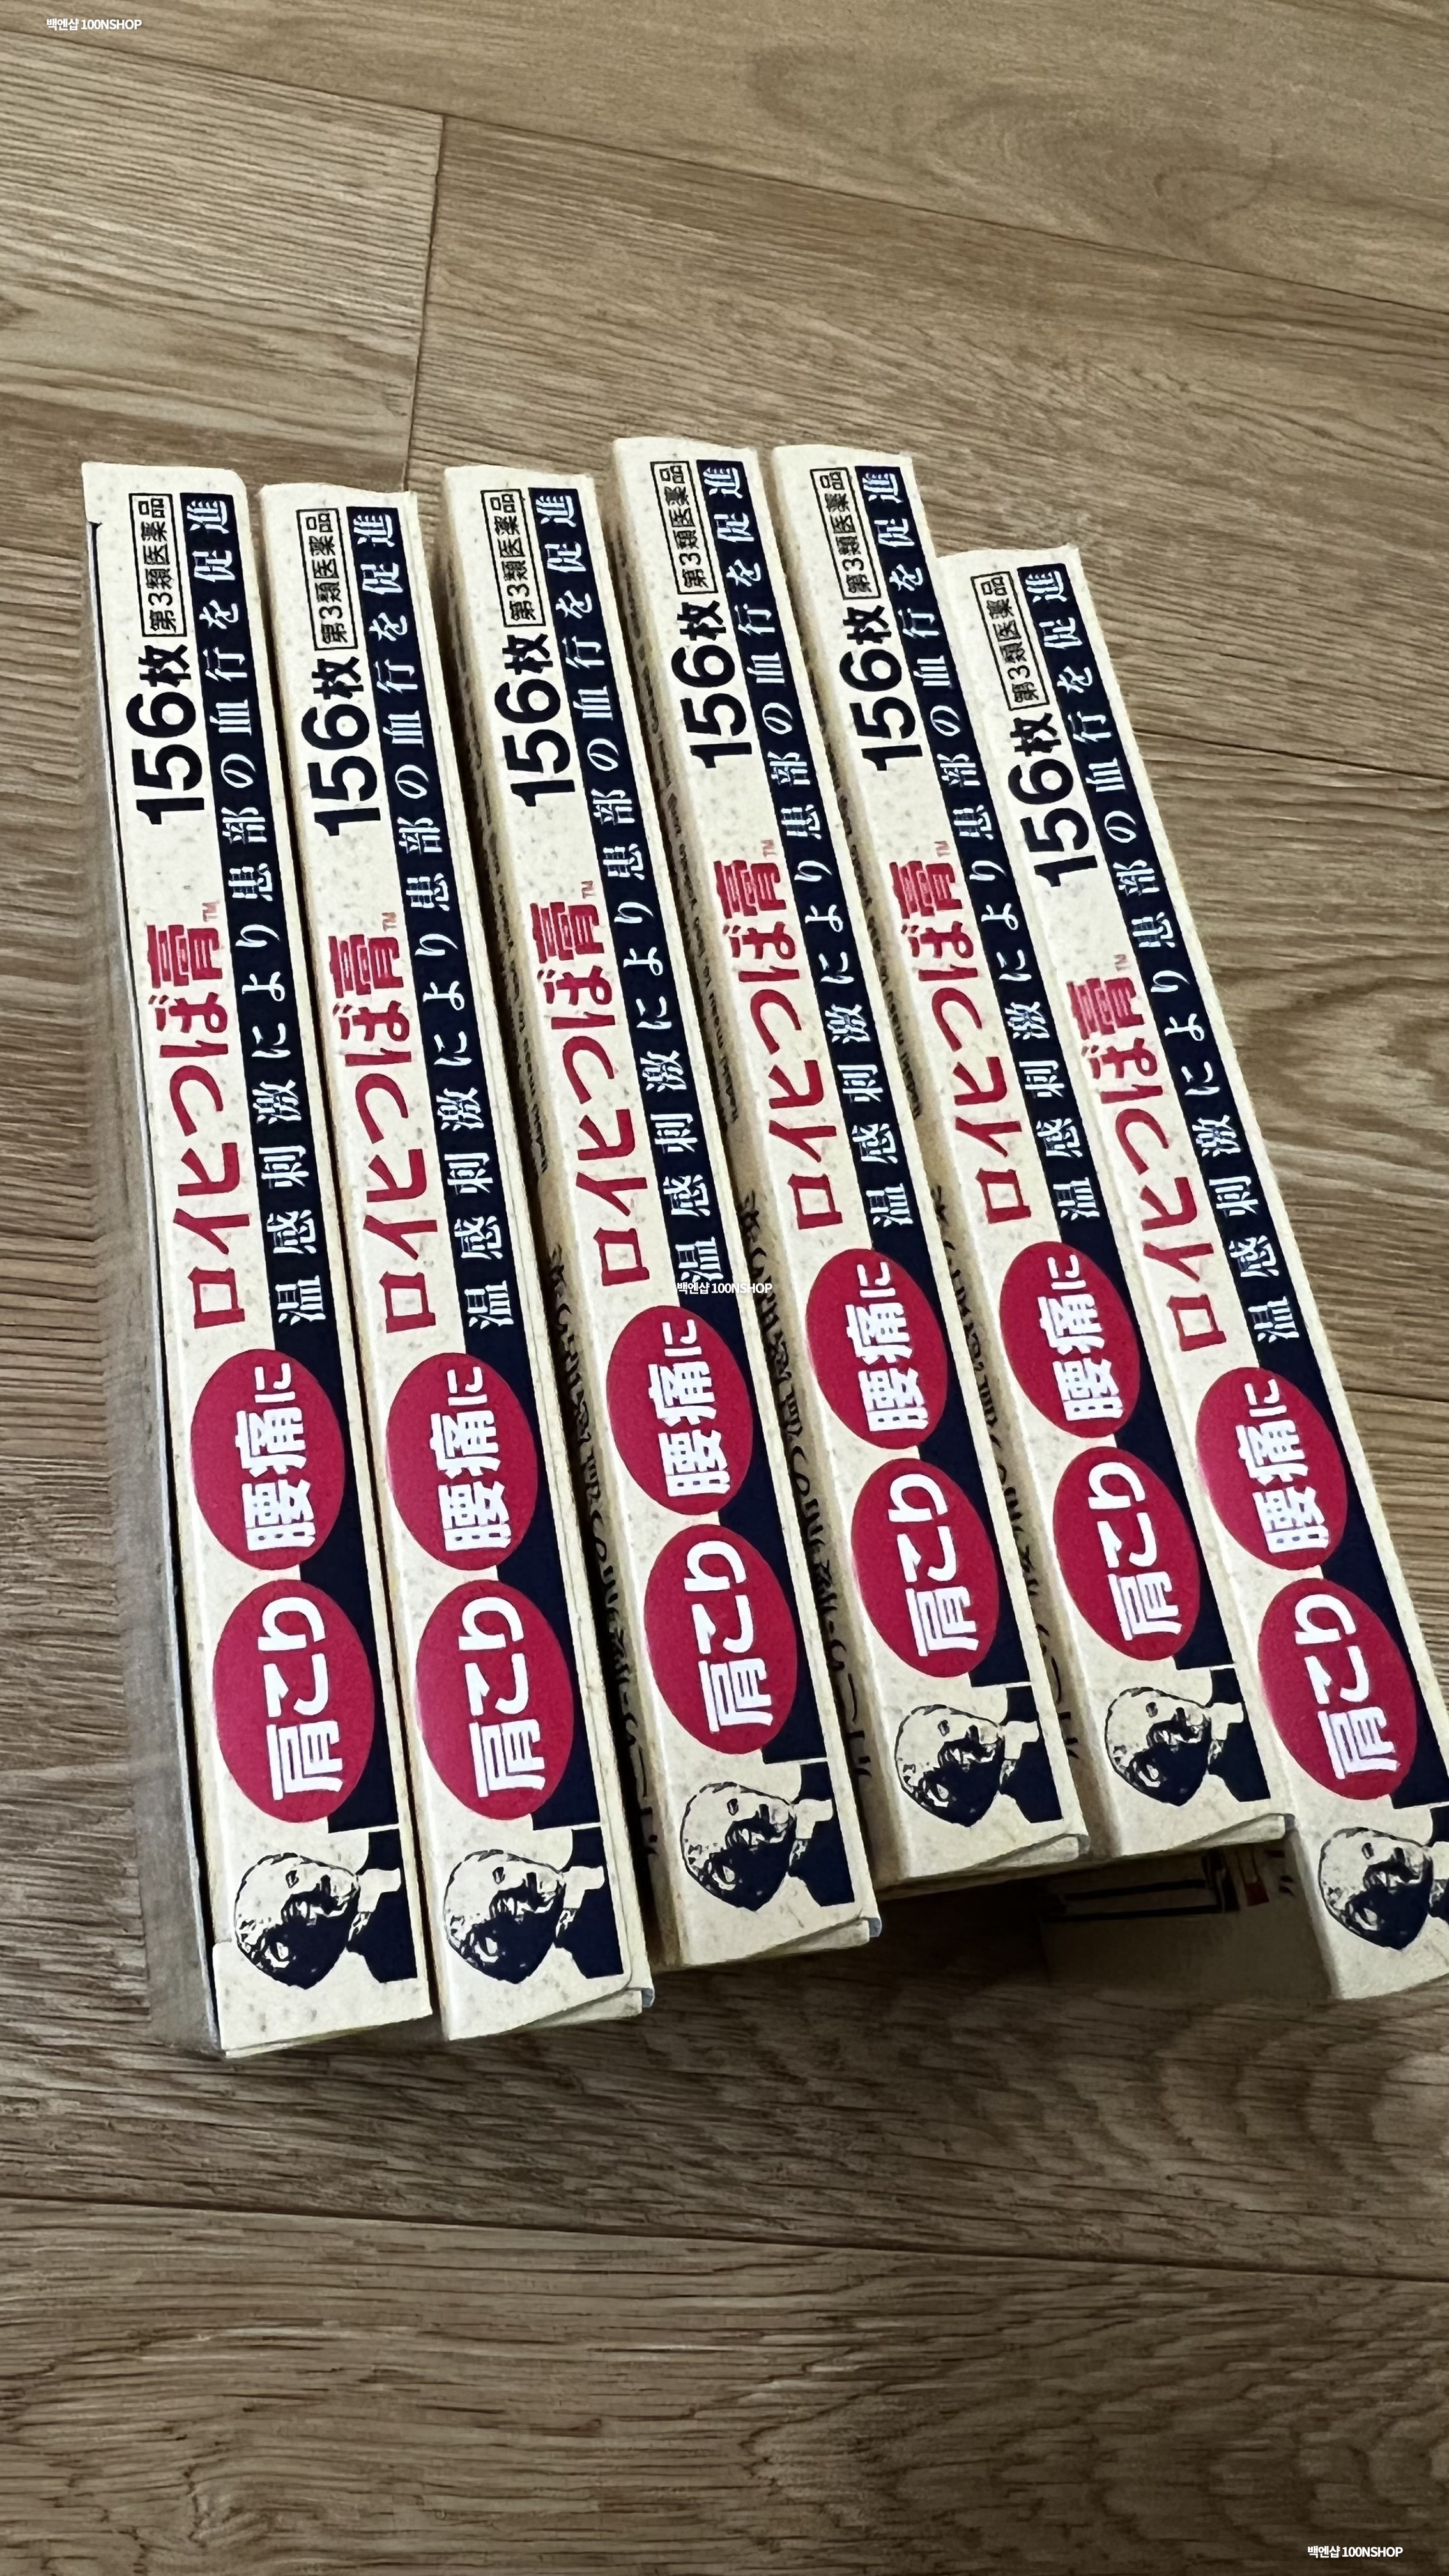 백엔샵 100NSHOP
肩こり
腰痛に
ロイヒつぼ膏™
156枚
第3類医薬品
温感刺激により患部の血行を促進
肩こり
腰痛に
ロイヒつぼ膏™
156枚
第3類医薬品
温感刺激により患部の血行を促進
肩こり
腰痛に
ロイヒつぼ膏™
156枚
第3類医薬品
温感刺激により患部の血行を促進
백엔샵 100NSHOP
肩こり
腰痛に
ロイヒつぼ膏™
156枚
第3類医薬品
温感刺激により患部の血行を促進
肩こり
腰痛に
ロイヒつぼ膏™
156枚
第3類医薬品
温感刺激により患部の血行を促進
肩こり
腰痛に
ロイヒつぼ膏™
156枚
第3類医薬品
温感刺激により患部の血行を促進
백엔샵 100NSHOP